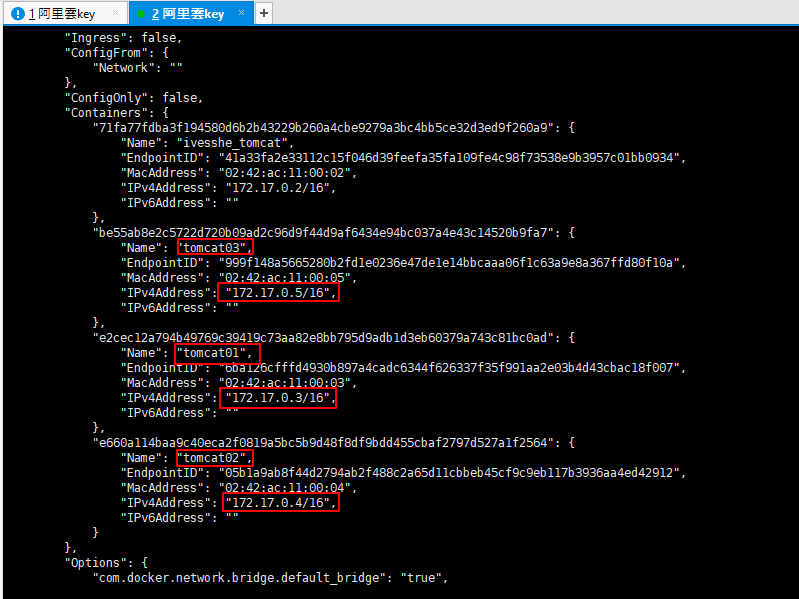 1 阿里雲key × 2 阿里雲key × +
"Ingress": false,
"ConfigFrom": {
"Network": ""
},
"ConfigOnly": false,
"Containers": {
"71fa77fdba3f194580d6b2b43229b260a4cbe9279a3bc4bb5ce32d3ed9f260a9": {
"Name": "ivesshe_tomcat",
"EndpointID": "41a33fa2e33112c15f046d39feefa35fa109fe4c98f73538e9b3957c01bb0934",
"MacAddress": "02:42:ac:11:00:02",
"IPv4Address": "172.17.0.2/16",
"IPv6Address": ""
},
"be55ab8e2c5722d720b09ad2c96d9f44d9af6434e94bc037a4e43c14520b9fa7": {
"Name": "tomcat03",
"EndpointID": "999f148a5665280b2fd1e0236e47de1e14bbcaaa06f1c63a9e8a367ffd80f10a",
"MacAddress": "02:42:ac:11:00:05",
"IPv4Address": "172.17.0.5/16",
"IPv6Address": ""
},
"e2cec12a794b49769c39419c73aa82e8bb795d9adb1d3eb60379a743c81bc0ad": {
"Name": "tomcat01",
"EndpointID": "6ba126cfffd4930b897a4cadc6344f626337f35f991aa2e03b4d43cbac18f007",
"MacAddress": "02:42:ac:11:00:03",
"IPv4Address": "172.17.0.3/16",
"IPv6Address": ""
},
"e660a114baa9c40eca2f0819a5bc5b9d48f8df9bdd455cbaf2797d527a1f2564": {
"Name": "tomcat02",
"EndpointID": "05b1a9ab8f44d2794ab2f488c2a65d11cbbeb45cf9c9eb117b3936aa4ed42912",
"MacAddress": "02:42:ac:11:00:04",
"IPv4Address": "172.17.0.4/16",
"IPv6Address": ""
}
},
"Options": {
"com.docker.network.bridge.default_bridge": "true",